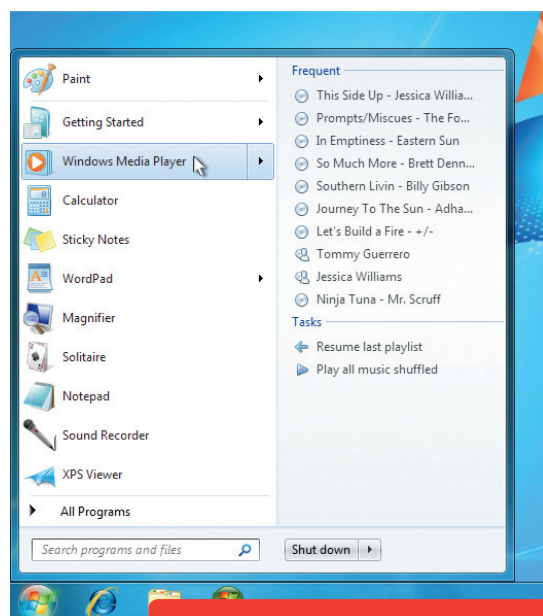 Paint
Getting Started
Windows Media Player
Calculator
Sticky Notes
WordPad
Magnifier
Solitaire
Notepad
Sound Recorder
XPS Viewer
All Programs
Search programs and files
Frequent
This Side Up - Jessica Willia...
Prompts/Miscues - The Fo...
In Emptiness - Eastern Sun
So Much More - Brett Denn...
Southern Livin - Billy Gibson
Journey To The Sun - Adha...
Let's Build a Fire - +/-
Tommy Guerrero
Jessica Williams
Ninja Tuna - Mr. Scruff
Tasks
Resume last playlist
Play all music shuffled
Shut down